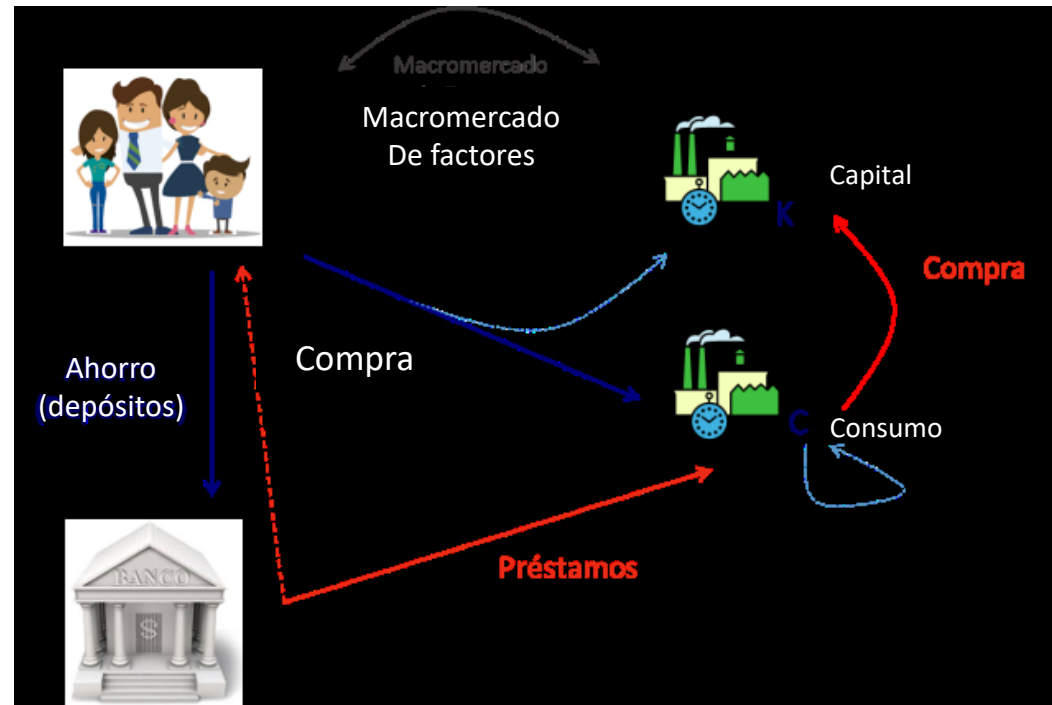 Macromercado
Macromercado
De factores
Capital
K
Compra
Compra
Ahorro
(depósitos)
C
Consumo
BANCO
$
Préstamos